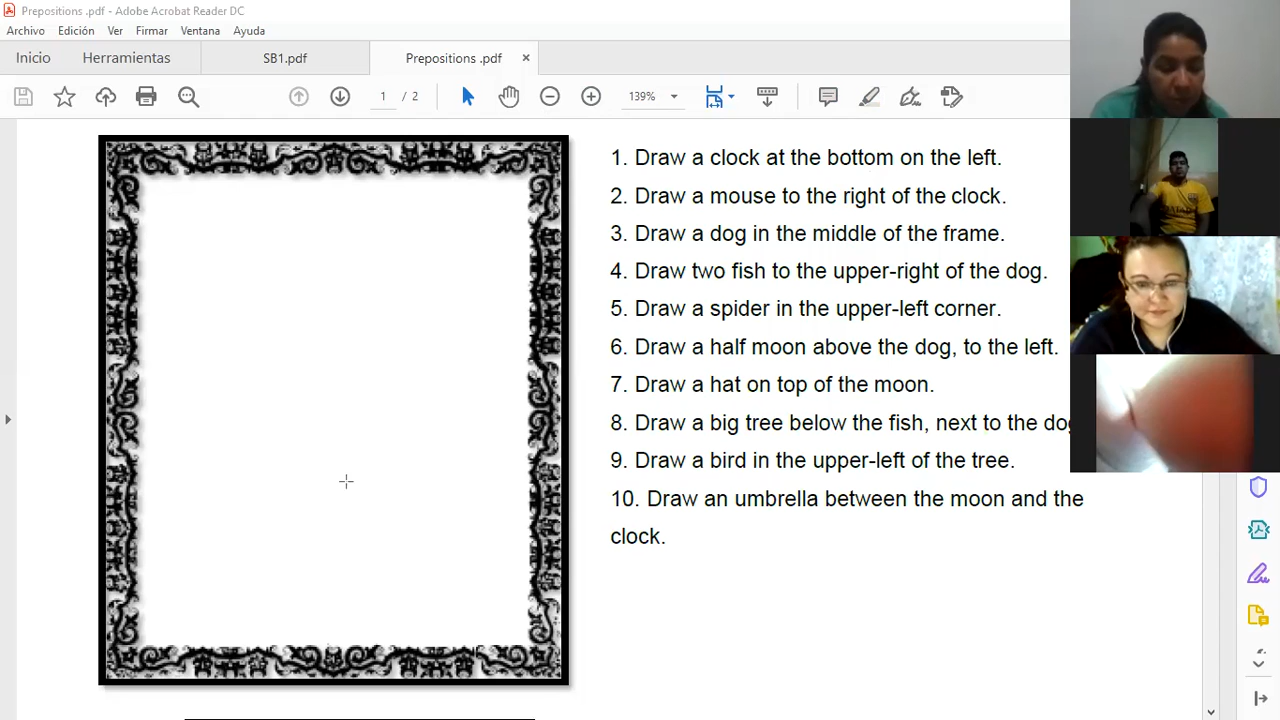 Prepositions .pdf - Adobe Acrobat Reader DC
Archivo Edición Ver Firmar Ventana Ayuda
Inicio Herramientas SB1.pdf Prepositions .pdf ×
1 / 2 139%
1. Draw a clock at the bottom on the left.
2. Draw a mouse to the right of the clock.
3. Draw a dog in the middle of the frame.
4. Draw two fish to the upper-right of the dog.
5. Draw a spider in the upper-left corner.
6. Draw a half moon above the dog, to the left.
7. Draw a hat on top of the moon.
8. Draw a big tree below the fish, next to the dog
9. Draw a bird in the upper-left of the tree.
10. Draw an umbrella between the moon and the
clock.